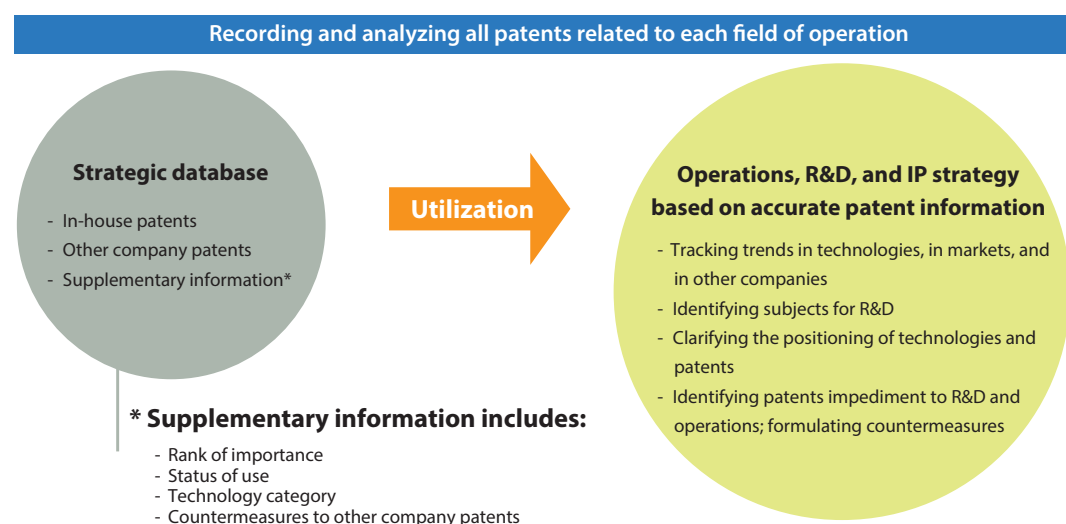 Recording and analyzing all patents related to each field of operation
Strategic database
- In-house patents
- Other company patents
- Supplementary information*
Utilization
Operations, R&D, and IP strategy
based on accurate patent information
- Tracking trends in technologies, in markets, and
in other companies
- Identifying subjects for R&D
- Clarifying the positioning of technologies and
patents
- Identifying patents impediment to R&D and
operations; formulating countermeasures
* Supplementary information includes:
- Rank of importance
- Status of use
- Technology category
- Countermeasures to other company patents